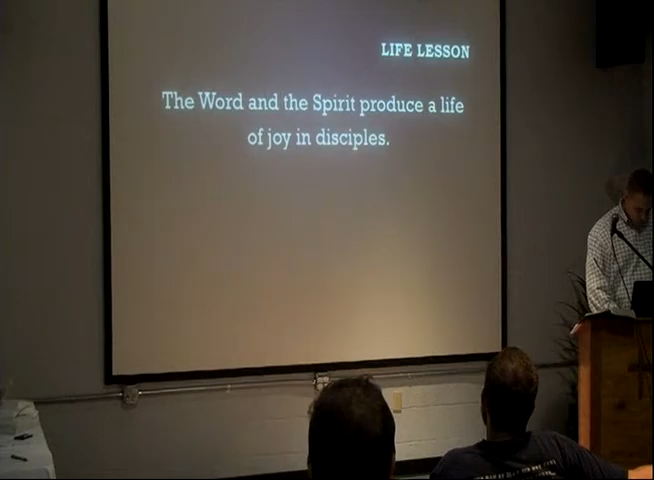 LIFE LESSON
The Word and the Spirit produce a life
of joy in disciples.